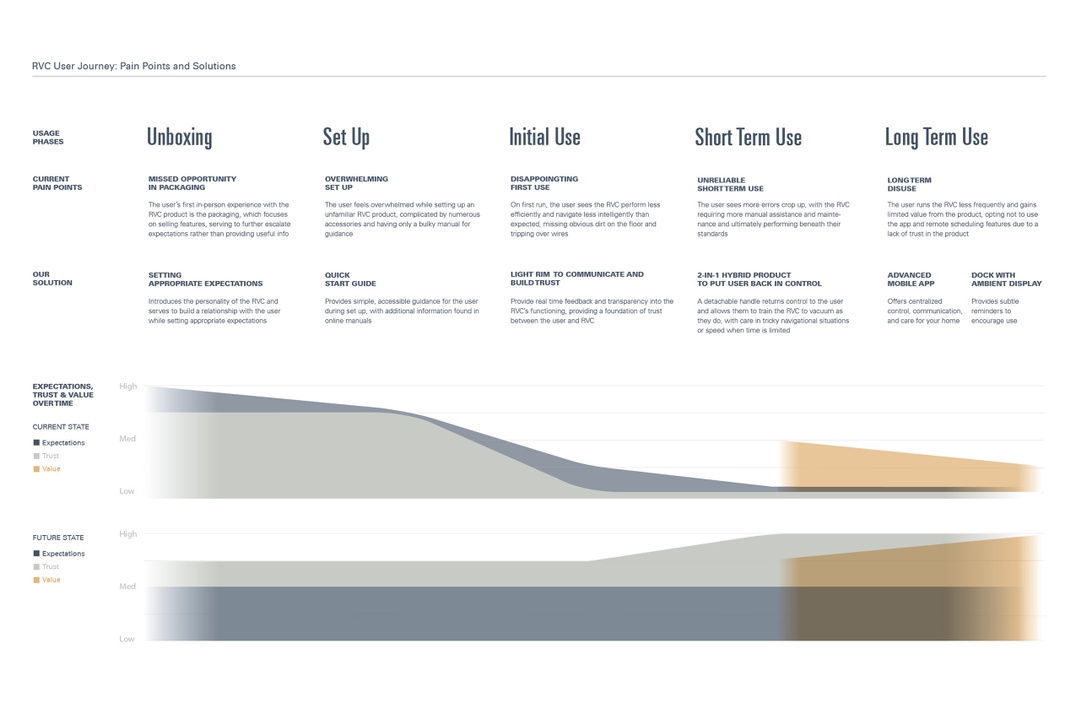 RVC User Journey: Pain Points and Solutions
USAGE
PHASES
Unboxing
Set Up
Initial Use
Short Term Use
Long Term Use
CURRENT
PAIN POINTS
MISSED OPPORTUNITY
IN PACKAGING
The user's first in-person experience with the
RVC product is the packaging, which focuses
on selling features, serving to further escalate
expectations rather than providing useful info
OVERWHELMING
SET UP
The user feels overwhelmed while setting up an
unfamiliar RVC product, complicated by numerous
accessories and having only a bulky manual for
guidance
DISAPPOINGTING
FIRST USE
On first run, the user sees the RVC perform less
efficiently and navigate less intelligently than
expected, missing obvious dirt on the floor and
tripping over wires
UNRELIABLE
SHORT TERM USE
The user sees more errors crop up, with the RVC
requiring more manual assistance and mainte-
nance and ultimately performing beneath their
standards
LONG TERM
DISUSE
The user runs the RVC less frequently and gains
limited value from the product, opting not to use
the app and remote scheduling features due to a
lack of trust in the product
OUR
SOLUTION
SETTING
APPROPRIATE EXPECTATIONS
Introduces the personality of the RVC and
serves to build a relationship with the user
while setting appropriate expectations
QUICK
START GUIDE
Provides simple, accessible guidance for the user
during set up, with additional information found in
online manuals
LIGHT RIM TO COMMUNICATE AND
BUILD TRUST
Provide real time feedback and transparency into the
RVC's functioning, providing a foundation of trust
between the user and RVC
2-IN-1 HYBRID PRODUCT
TO PUT USER BACK IN CONTROL
A detachable handle returns control to the user
and allows them to train the RVC to vacuum as
they do, with care in tricky navigational situations
or speed when time is limited
ADVANCED
MOBILE APP
Offers centralized
control, communication,
and care for your home
DOCK WITH
AMBIENT DISPLAY
Provides subtle
reminders to
encourage use
EXPECTATIONS,
TRUST & VALUE
OVER TIME
CURRENT STATE
Expectations
Trust
Value
High
Med
Low
FUTURE STATE
Expectations
Trust
Value
High
Med
Low